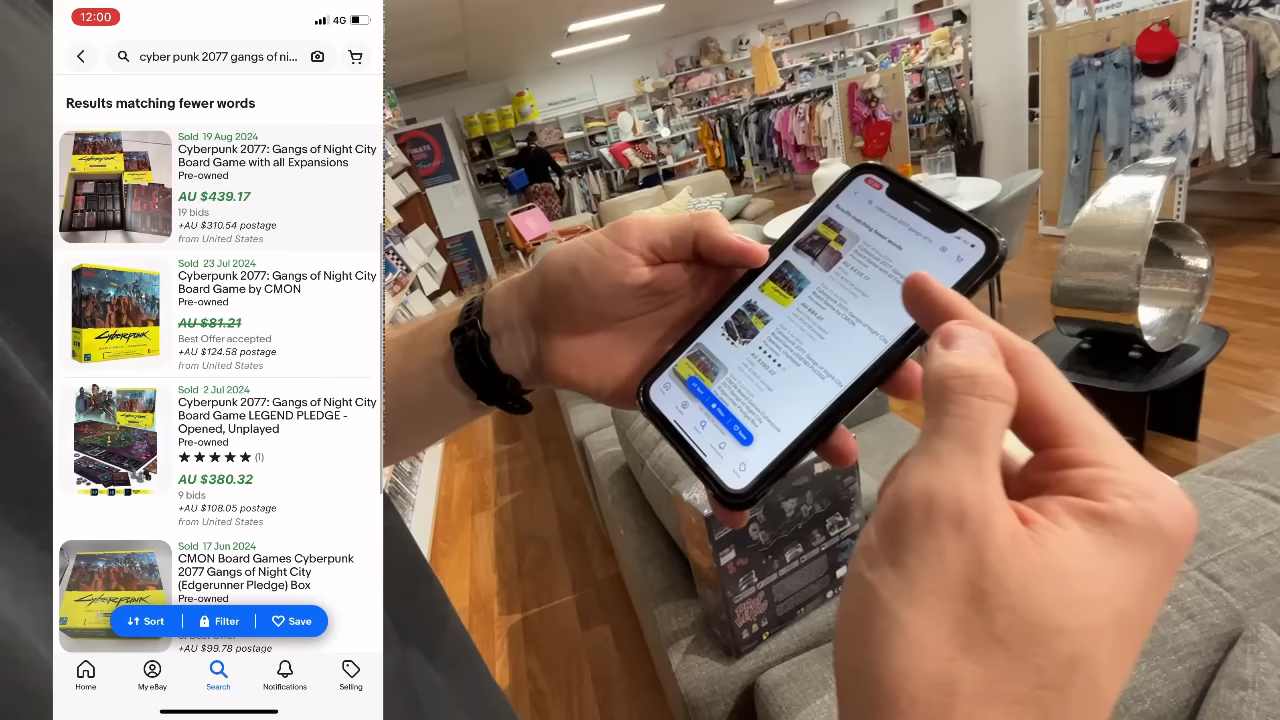 12:00
4G
cyber punk 2077 gangs of ni...
Results matching fewer words
Sold 19 Aug 2024
Cyberpunk 2077: Gangs of Night City
Board Game with all Expansions
Pre-owned
AU $439.17
19 bids
+AU $310.54 postage
from United States
Sold 23 Jul 2024
Cyberpunk 2077: Gangs of Night City
Board Game by CMON
Pre-owned
AU $81.21
Best Offer accepted
+AU $124.58 postage
Sold 2 Jul 2024
Cyberpunk 2077: Gangs of Night City
Board Game LEGEND PLEDGE -
Opened, Unplayed
Pre-owned
(1)
AU $380.32
9 bids
+AU $108.05 postage
from United States
Sold 17 Jun 2024
CMON Board Games Cyberpunk
2077 Gangs of Night City
(Edgerunner Pledge) Box
Pre-owned
+AU $99.78 postage
Sort
Filter
Save
Home
My eBay
Search
Notifications
Selling
Results matching fewer words